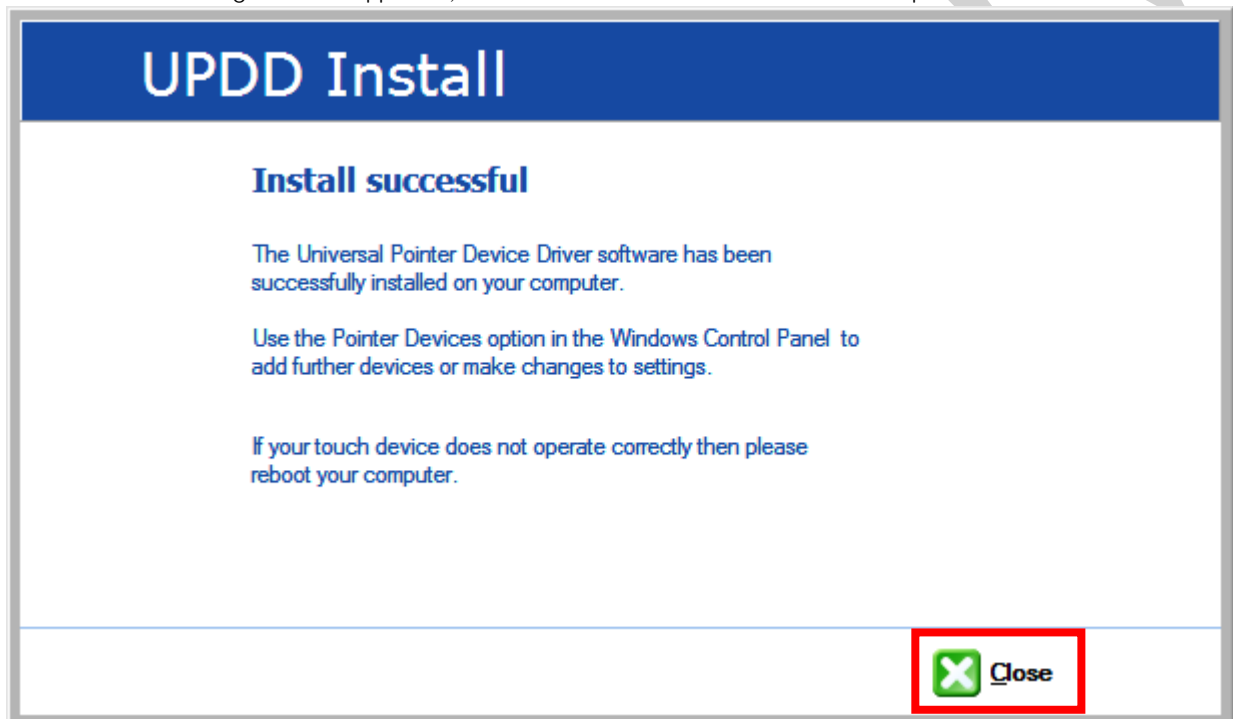 UPDD Install
Install successful
The Universal Pointer Device Driver software has been
successfully installed on your computer.
Use the Pointer Devices option in the Windows Control Panel to
add further devices or make changes to settings.
If your touch device does not operate correctly then please
reboot your computer.
Close